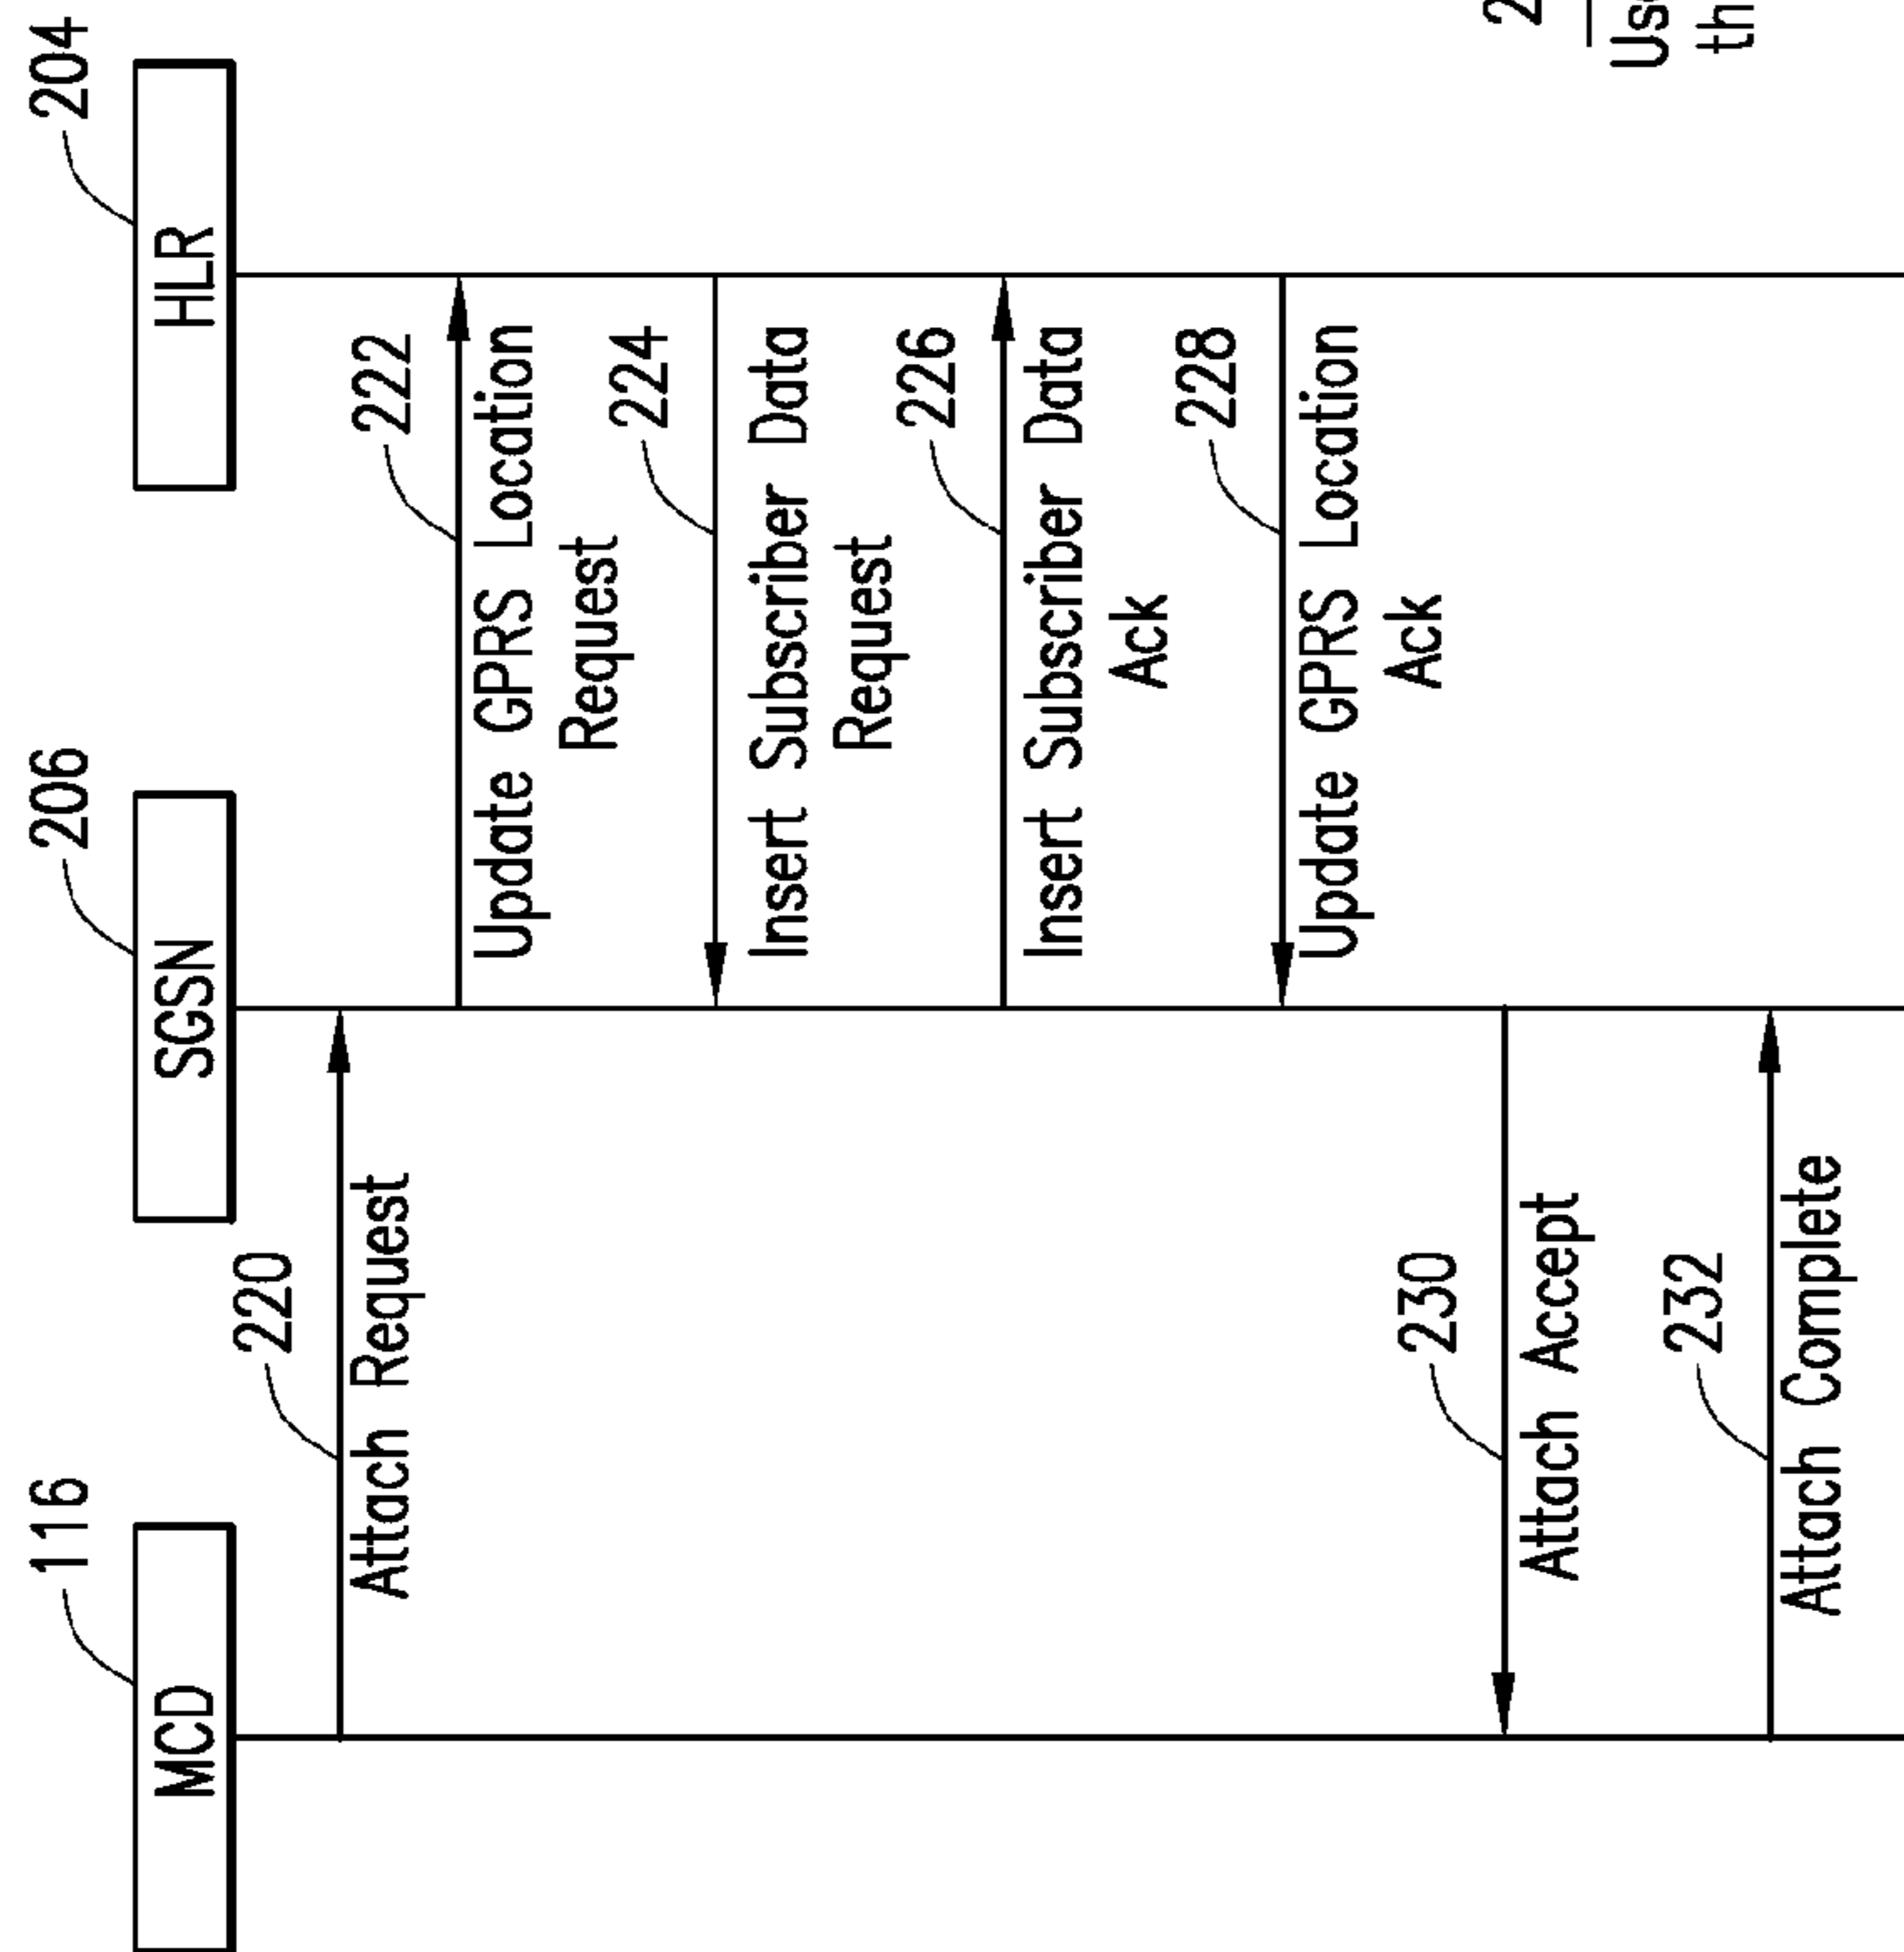 116
MCD
206
SGSN
204
HLR
220
Attach Request
222
Update GPRS Location
Request
224
Insert Subscriber Data
Request
226
Insert Subscriber Data
Ack
228
Update GPRS Location
Ack
230
Attach Accept
232
Attach Complete